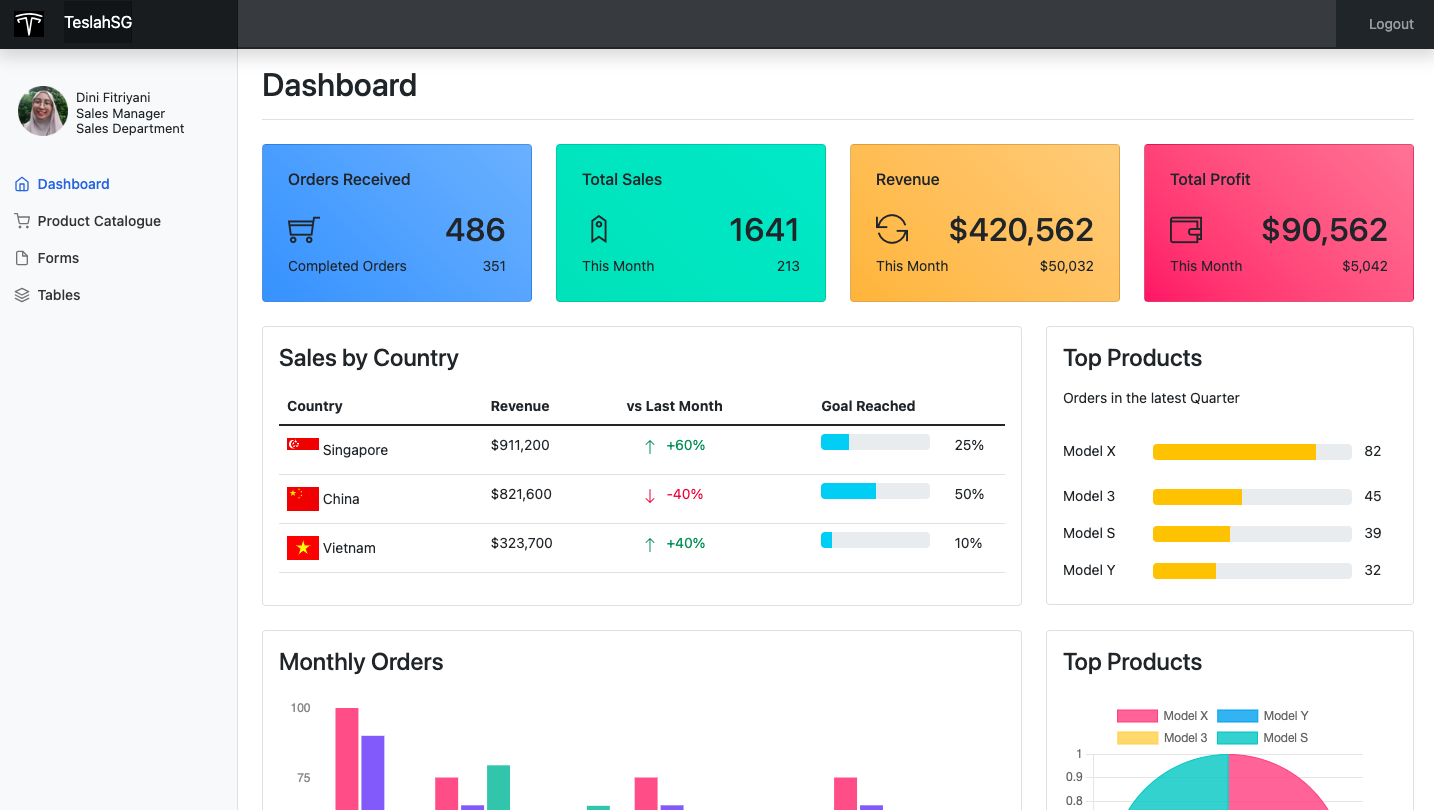 TeslahSG
Logout
Dini Fitriyani
Sales Manager
Sales Department
Dashboard
Product Catalogue
Forms
Tables
Dashboard
Orders Received
486
Completed Orders 351
Total Sales
1641
This Month 213
Revenue
$420,562
This Month $50,032
Total Profit
$90,562
This Month $5,042
Sales by Country
Country Revenue vs Last Month Goal Reached
Singapore $911,200 ↑ +60% 25%
China $821,600 ↓ -40% 50%
Vietnam $323,700 ↑ +40% 10%
Top Products
Orders in the latest Quarter
Model X 82
Model 3 45
Model S 39
Model Y 32
Monthly Orders
100
75
Top Products
Model X Model Y
Model 3 Model S
1
0.9
0.8